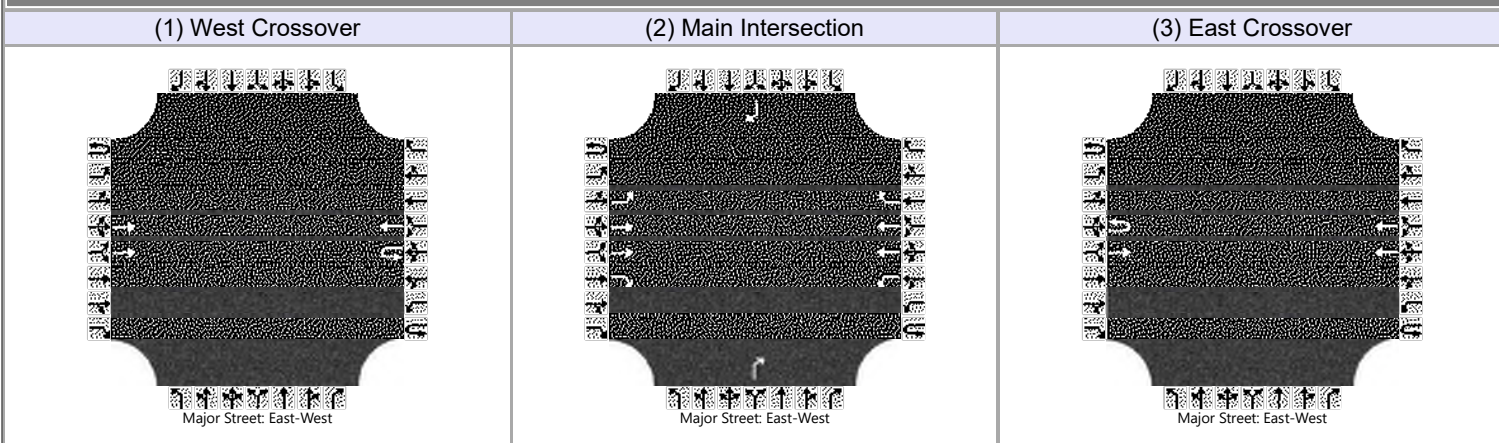 (1) West Crossover
(2) Main Intersection
(3) East Crossover
Major Street: East-West
Major Street: East-West
Major Street: East-West